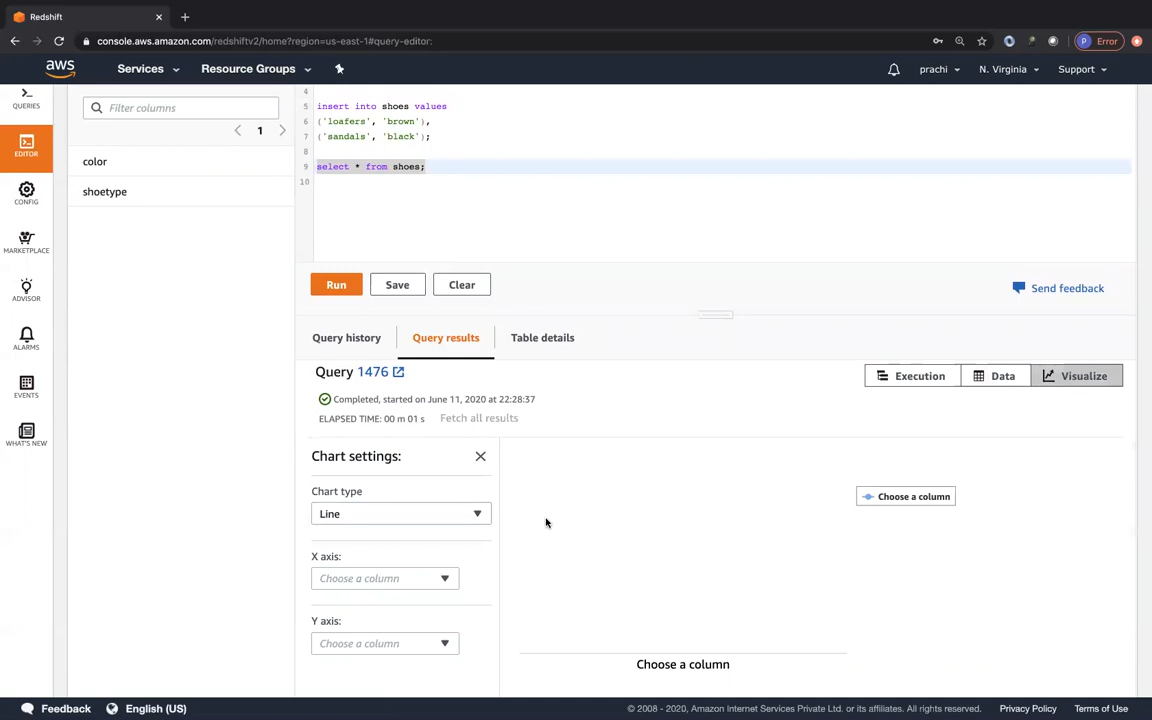 Redshift
console.aws.amazon.com/redshiftv2/home?region=us-east-1#query-editor:
P Error
aws Services Resource Groups prachi N. Virginia Support
QUERIES
EDITOR
CONFIG
MARKETPLACE
ADVISOR
ALARMS
EVENTS
WHAT'S NEW
Filter columns
1
color
shoetype
4
5 insert into shoes values
6 ('loafers', 'brown'),
7 ('sandals', 'black');
8
9 select * from shoes;
10
Run Save Clear
Send feedback
Query history Query results Table details
Query 1476
Execution Data Visualize
Completed, started on June 11, 2020 at 22:28:37
ELAPSED TIME: 00 m 01 s Fetch all results
Chart settings:
Chart type
Line
X axis:
Choose a column
Y axis:
Choose a column
Choose a column
Choose a column
Feedback English (US) © 2008 - 2020, Amazon Internet Services Private Ltd. or its affiliates. All rights reserved. Privacy Policy Terms of Use